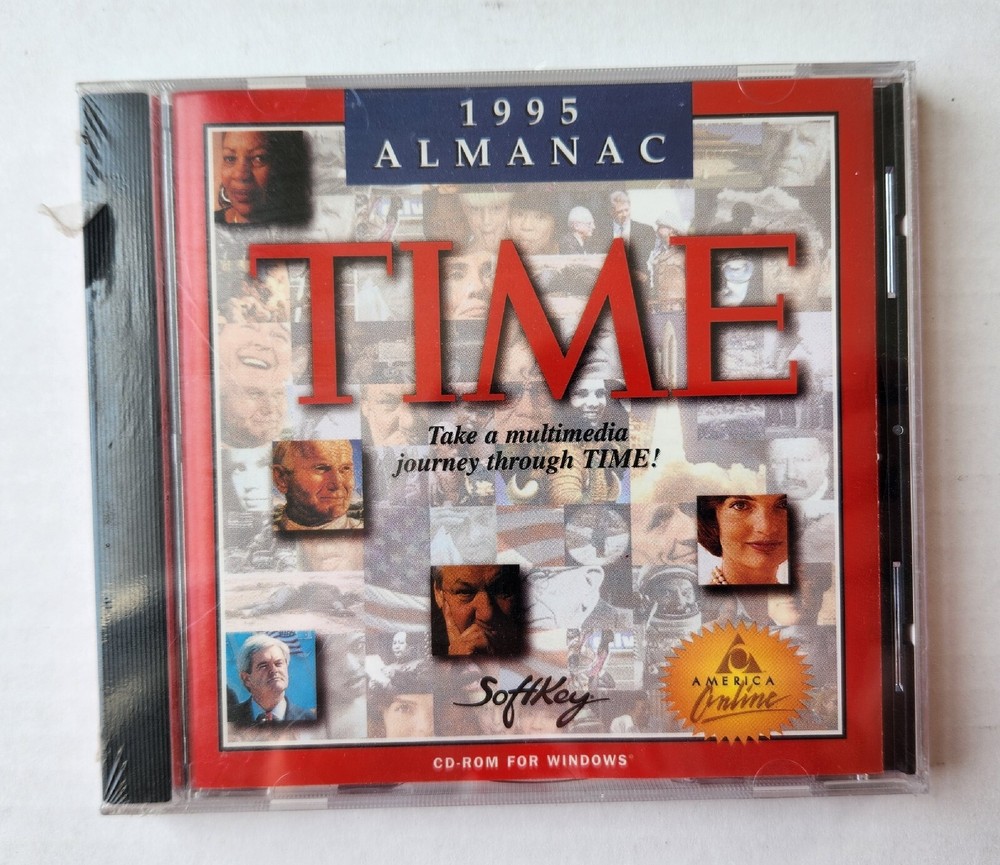 1995
ALMANAC
TIME
Take a multimedia
journey through TIME!
SoftKey
AMERICA
Online
CD-ROM FOR WINDOWS